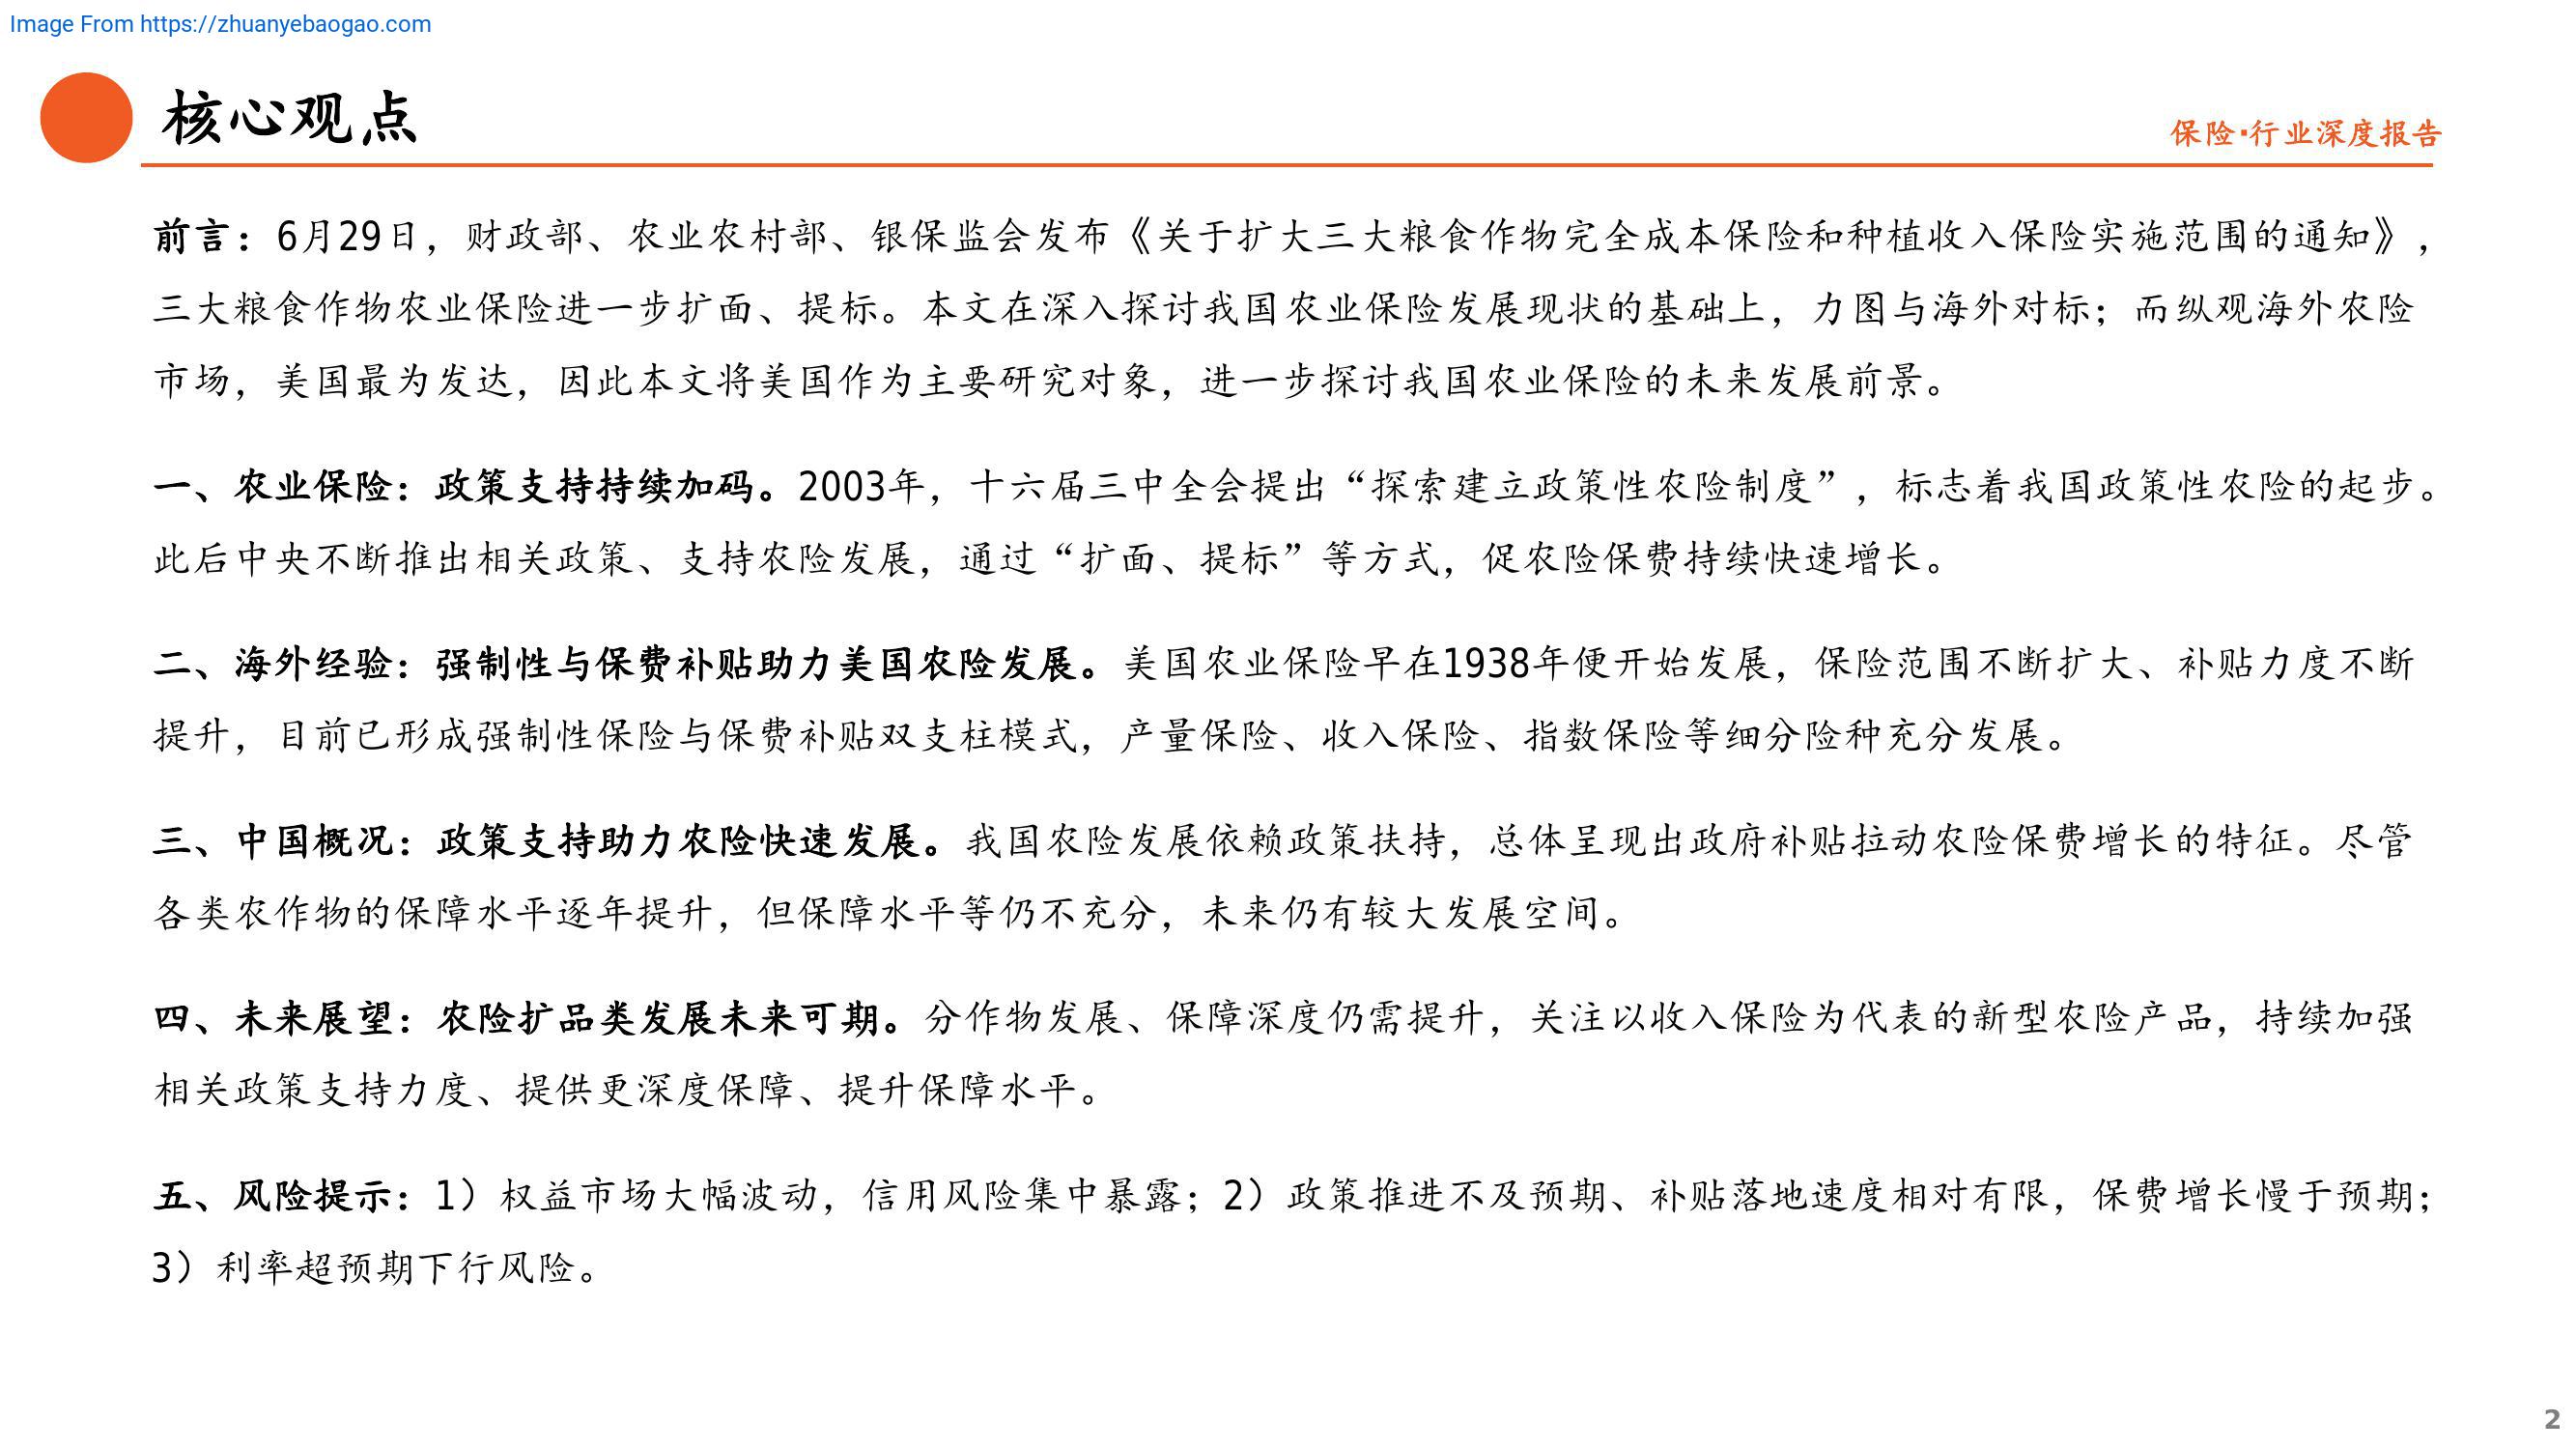 Image From https://zhuanyebaogao.com
核心观点
保险·行业深度报告
前言：6月29日，财政部、农业农村部、银保监会发布《关于扩大三大粮食作物完全成本保险和种植收入保险实施范围的通知》，
三大粮食作物农业保险进一步扩面、提标。本文在深入探讨我国农业保险发展现状的基础上，力图与海外对标；而纵观海外农险
市场，美国最为发达，因此本文将美国作为主要研究对象，进一步探讨我国农业保险的未来发展前景。
一、农业保险：政策支持持续加码。2003年，十六届三中全会提出“探索建立政策性农险制度”，标志着我国政策性农险的起步。
此后中央不断推出相关政策、支持农险发展，通过“扩面、提标”等方式，促农险保费持续快速增长。
二、海外经验：强制性与保费补贴助力美国农险发展。美国农业保险早在1938年便开始发展，保险范围不断扩大、补贴力度不断
提升，目前已形成强制性保险与保费补贴双支柱模式，产量保险、收入保险、指数保险等细分险种充分发展。
三、中国概况：政策支持助力农险快速发展。我国农险发展依赖政策扶持，总体呈现出政府补贴拉动农险保费增长的特征。尽管
各类农作物的保障水平逐年提升，但保障水平等仍不充分，未来仍有较大发展空间。
四、未来展望：农险扩品类发展未来可期。分作物发展、保障深度仍需提升，关注以收入保险为代表的新型农险产品，持续加强
相关政策支持力度、提供更深度保障、提升保障水平。
五、风险提示：1）权益市场大幅波动，信用风险集中暴露；2）政策推进不及预期、补贴落地速度相对有限，保费增长慢于预期；
3）利率超预期下行风险。
2